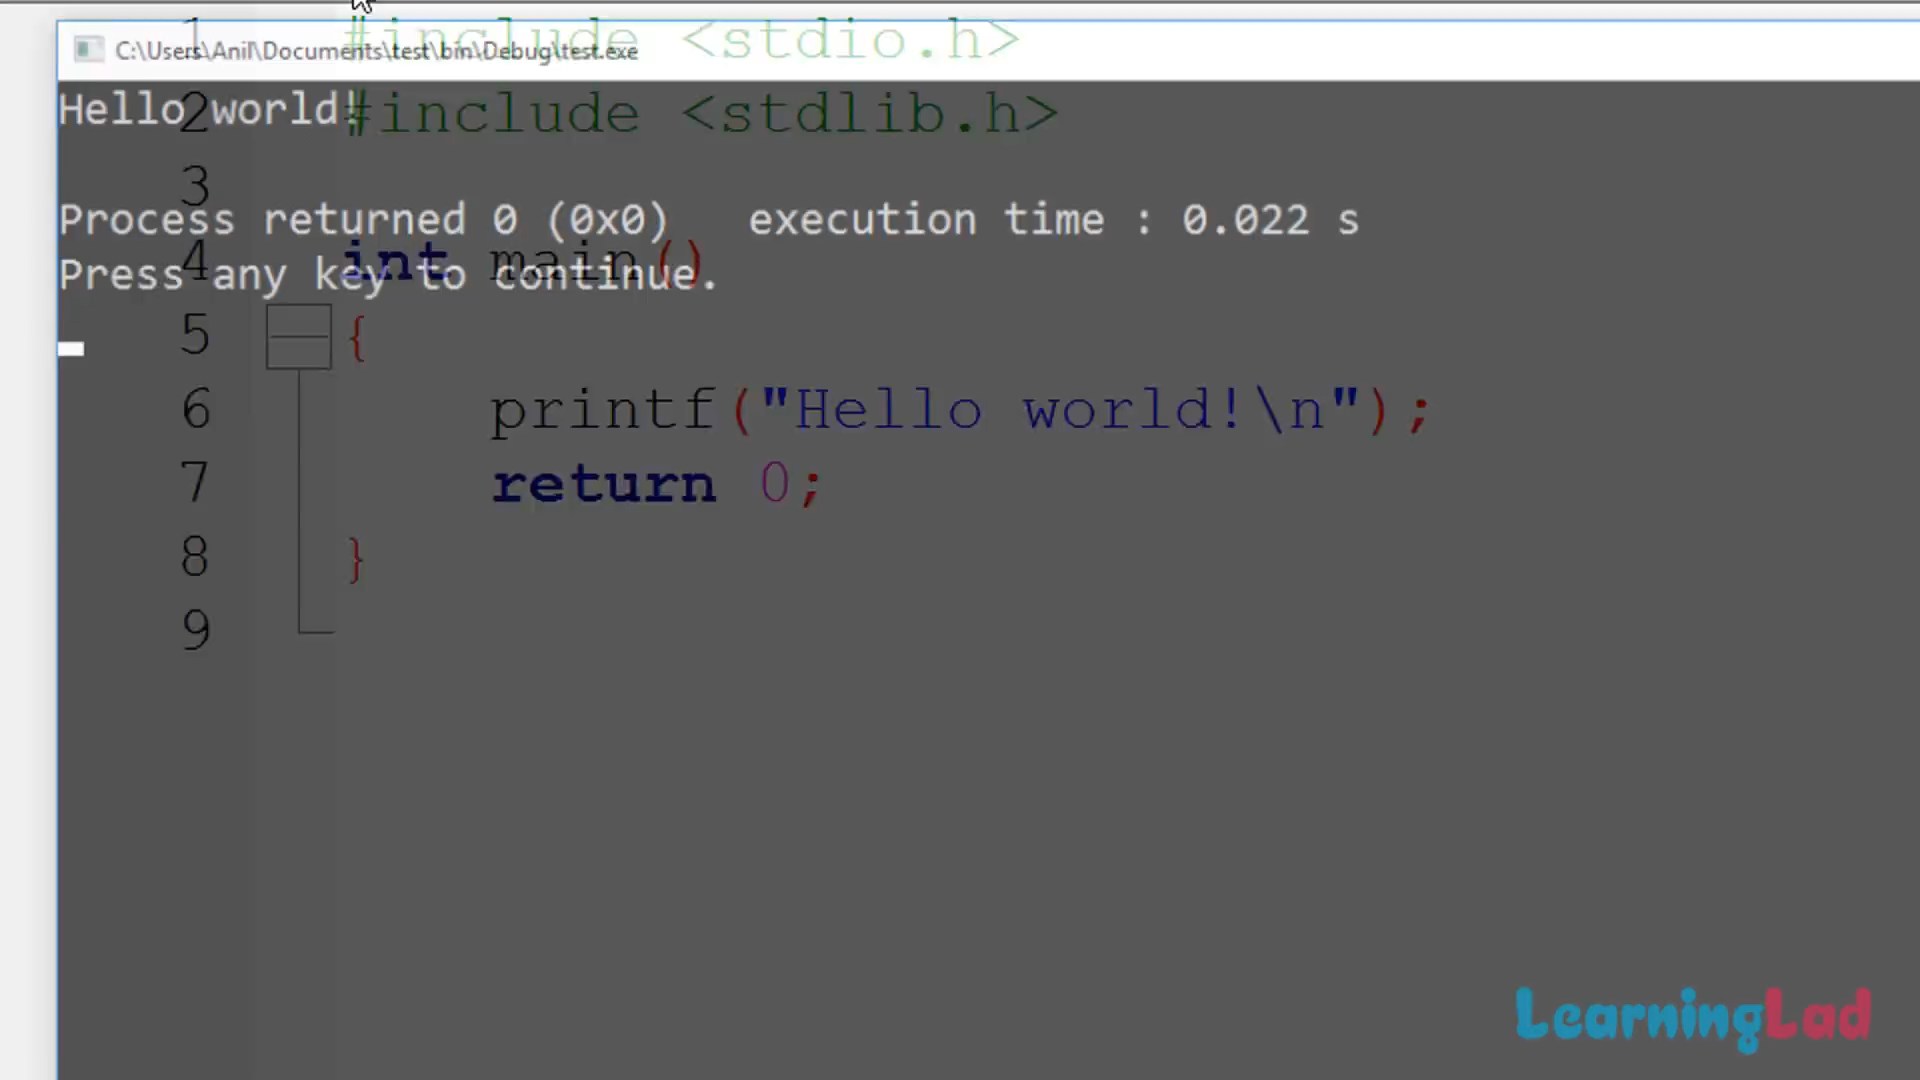 C:\Users\Anil\Documents\test\bin\Debug\test.exe
Hello world!
Process returned 0 (0x0)   execution time : 0.022 s
Press any key to continue.
1 #include <stdio.h>
2 #include <stdlib.h>
3
4 int main()
5 {
6 printf("Hello world!\n");
7 return 0;
8 }
9
LearningLad